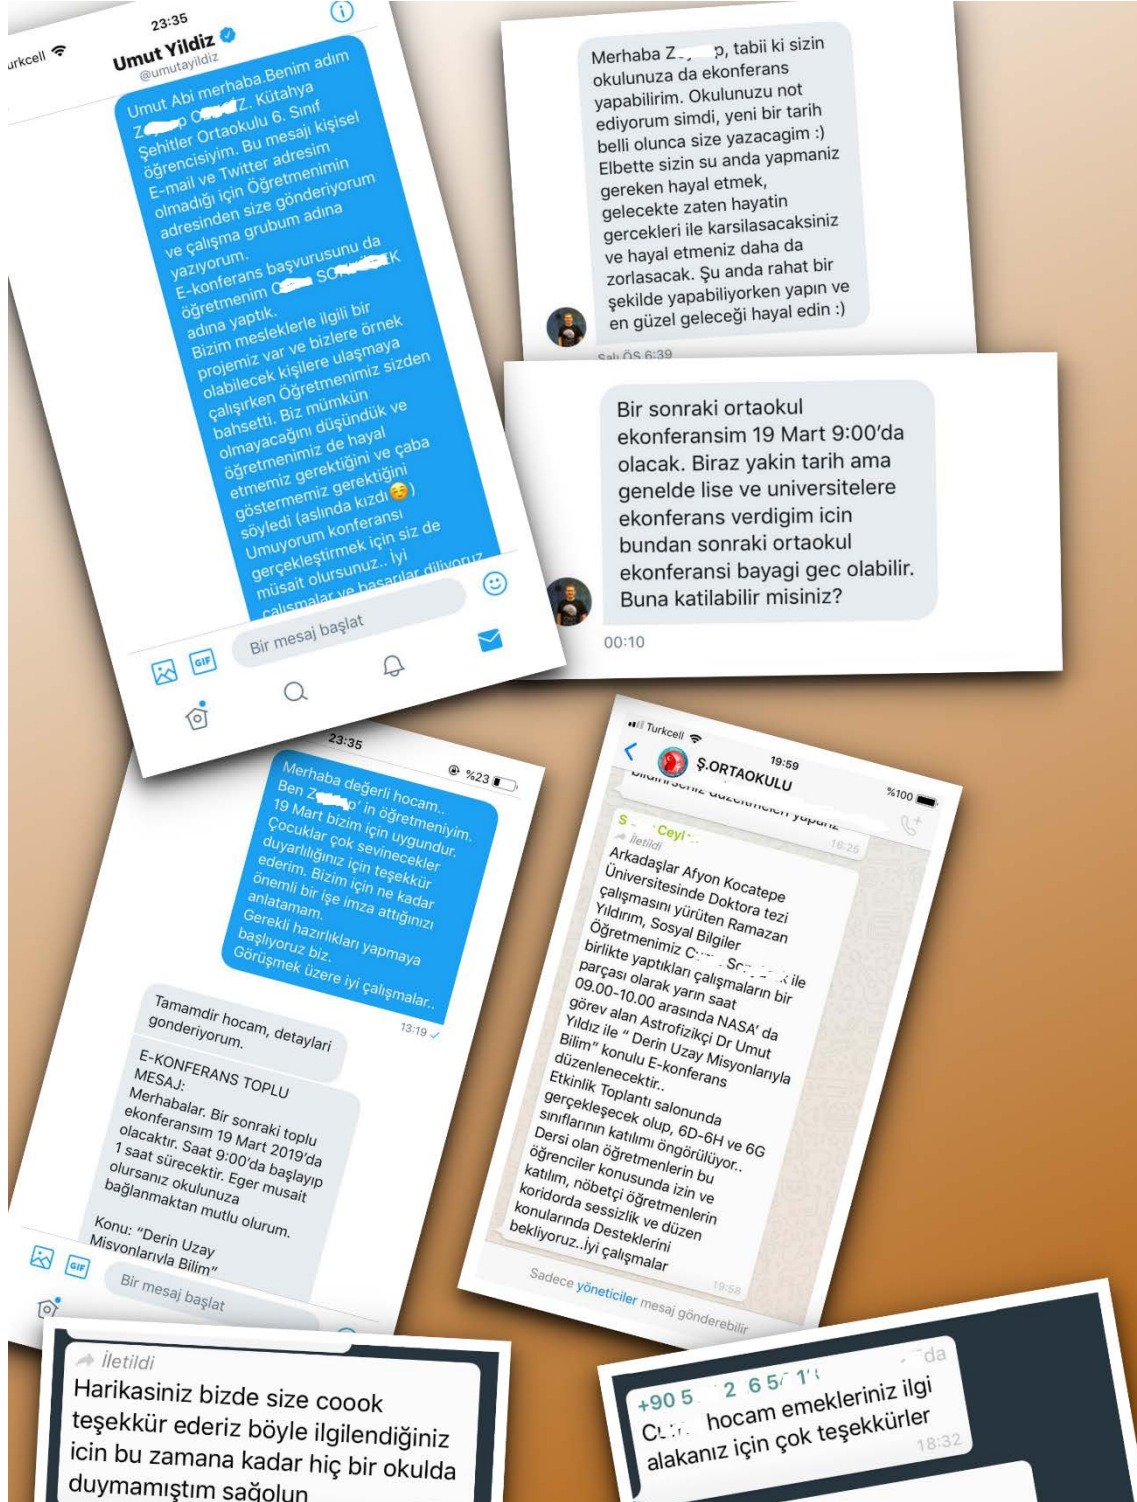 23:35
urkcell
Umut Yildiz
@umutayildiz
Umut Abi merhaba.Benim adım
Z p O Z. Kütahya
Şehitler Ortaokulu 6. Sınıf
öğrencisiyim. Bu mesajı kişisel
E-mail ve Twitter adresim
olmadığı için Öğretmenimin
adresinden size gönderiyorum
ve çalışma grubum adına
yazıyorum.
E-konferans başvurusunu da
öğretmenim K
adına yaptık.
Bizim mesleklerle ilgili bir
projemiz var ve bizlere örnek
olabilecek kişilere ulaşmaya
çalışırken Öğretmenimiz sizden
bahsetti. Biz mümkün
olmayacağını düşündük ve
öğretmenimiz de hayal
etmemiz gerektiğini ve çaba
göstermemiz gerektiğini
söyledi (aslında kızdı☺️)
Umuyorum konferansı
gerçekleştirmek için siz de
müsait olursunuz.. İyi
çalışmalar ve başarılar diliyoruz
Bir mesaj başlat
GIF
Merhaba Z p, tabii ki sizin
okulunuza da ekonferans
yapabilirim. Okulunuzu not
ediyorum simdi, yeni bir tarih
belli olunca size yazacagim :)
Elbette sizin su anda yapmaniz
gereken hayal etmek,
gelecekte zaten hayatin
gercekleri ile karsilasacaksiniz
ve hayal etmeniz daha da
zorlasacak. Şu anda rahat bir
şekilde yapabiliyorken yapın ve
en güzel geleceği hayal edin :)
Salı ÖS 6:39
Bir sonraki ortaokul
ekonferansim 19 Mart 9:00'da
olacak. Biraz yakin tarih ama
genelde lise ve universitelere
ekonferans verdigim icin
bundan sonraki ortaokul
ekonferansi bayagi gec olabilir.
Buna katilabilir misiniz?
00:10
23:35
%23
Merhaba değerli hocam..
Ben Z p' in öğretmeniyim.
19 Mart bizim için uygundur.
Çocuklar çok sevinecekler
duyarlılığınız için teşekkür
ederim. Bizim için ne kadar
önemli bir işe imza attığınızı
anlatamam.
Gerekli hazırlıkları yapmaya
başlıyoruz biz.
Görüşmek üzere iyi çalışmalar..
13:19
Tamamdir hocam, detaylari
gonderiyorum.
E-KONFERANS TOPLU
MESAJ:
Merhabalar. Bir sonraki toplu
ekonferansım 19 Mart 2019'da
olacaktır. Saat 9:00'da başlayıp
1 saat sürecektir. Eger musait
olursanız okulunuza
bağlanmaktan mutlu olurum.
Konu: "Derin Uzay
Misyonlarıyla Bilim"
GIF
Bir mesaj başlat
Turkcell
19:59
%100
Ş.ORTAOKULU
bildirirseniz düzeltmeleri yaparız
16:25
S Ceyl
İletildi
Arkadaşlar Afyon Kocatepe
Üniversitesinde Doktora tezi
çalışmasını yürüten Ramazan
Yıldırım, Sosyal Bilgiler
Öğretmenimiz ile
birlikte yaptıkları çalışmaların bir
parçası olarak yarın saat
09.00-10.00 arasında NASA' da
görev alan Astrofizikçi Dr Umut
Yıldız ile " Derin Uzay Misyonlarıyla
Bilim" konulu E-konferans
düzenlenecektir..
Etkinlik Toplantı salonunda
gerçekleşecek olup, 6D-6H ve 6G
sınıflarının katılımı öngörülüyor..
Dersi olan öğretmenlerin bu
öğrenciler konusunda izin ve
katılım, nöbetçi öğretmenlerin
koridorda sessizlik ve düzen
konularında Desteklerini
bekliyoruz..İyi çalışmalar
19:58
Sadece yöneticiler mesaj gönderebilir
İletildi
Harikasiniz bizde size coook
teşekkür ederiz böyle ilgilendiğiniz
icin bu zamana kadar hiç bir okulda
duymamıştım sağolun
+90 5
hocam emekleriniz ilgi
alakanız için çok teşekkürler
18:32